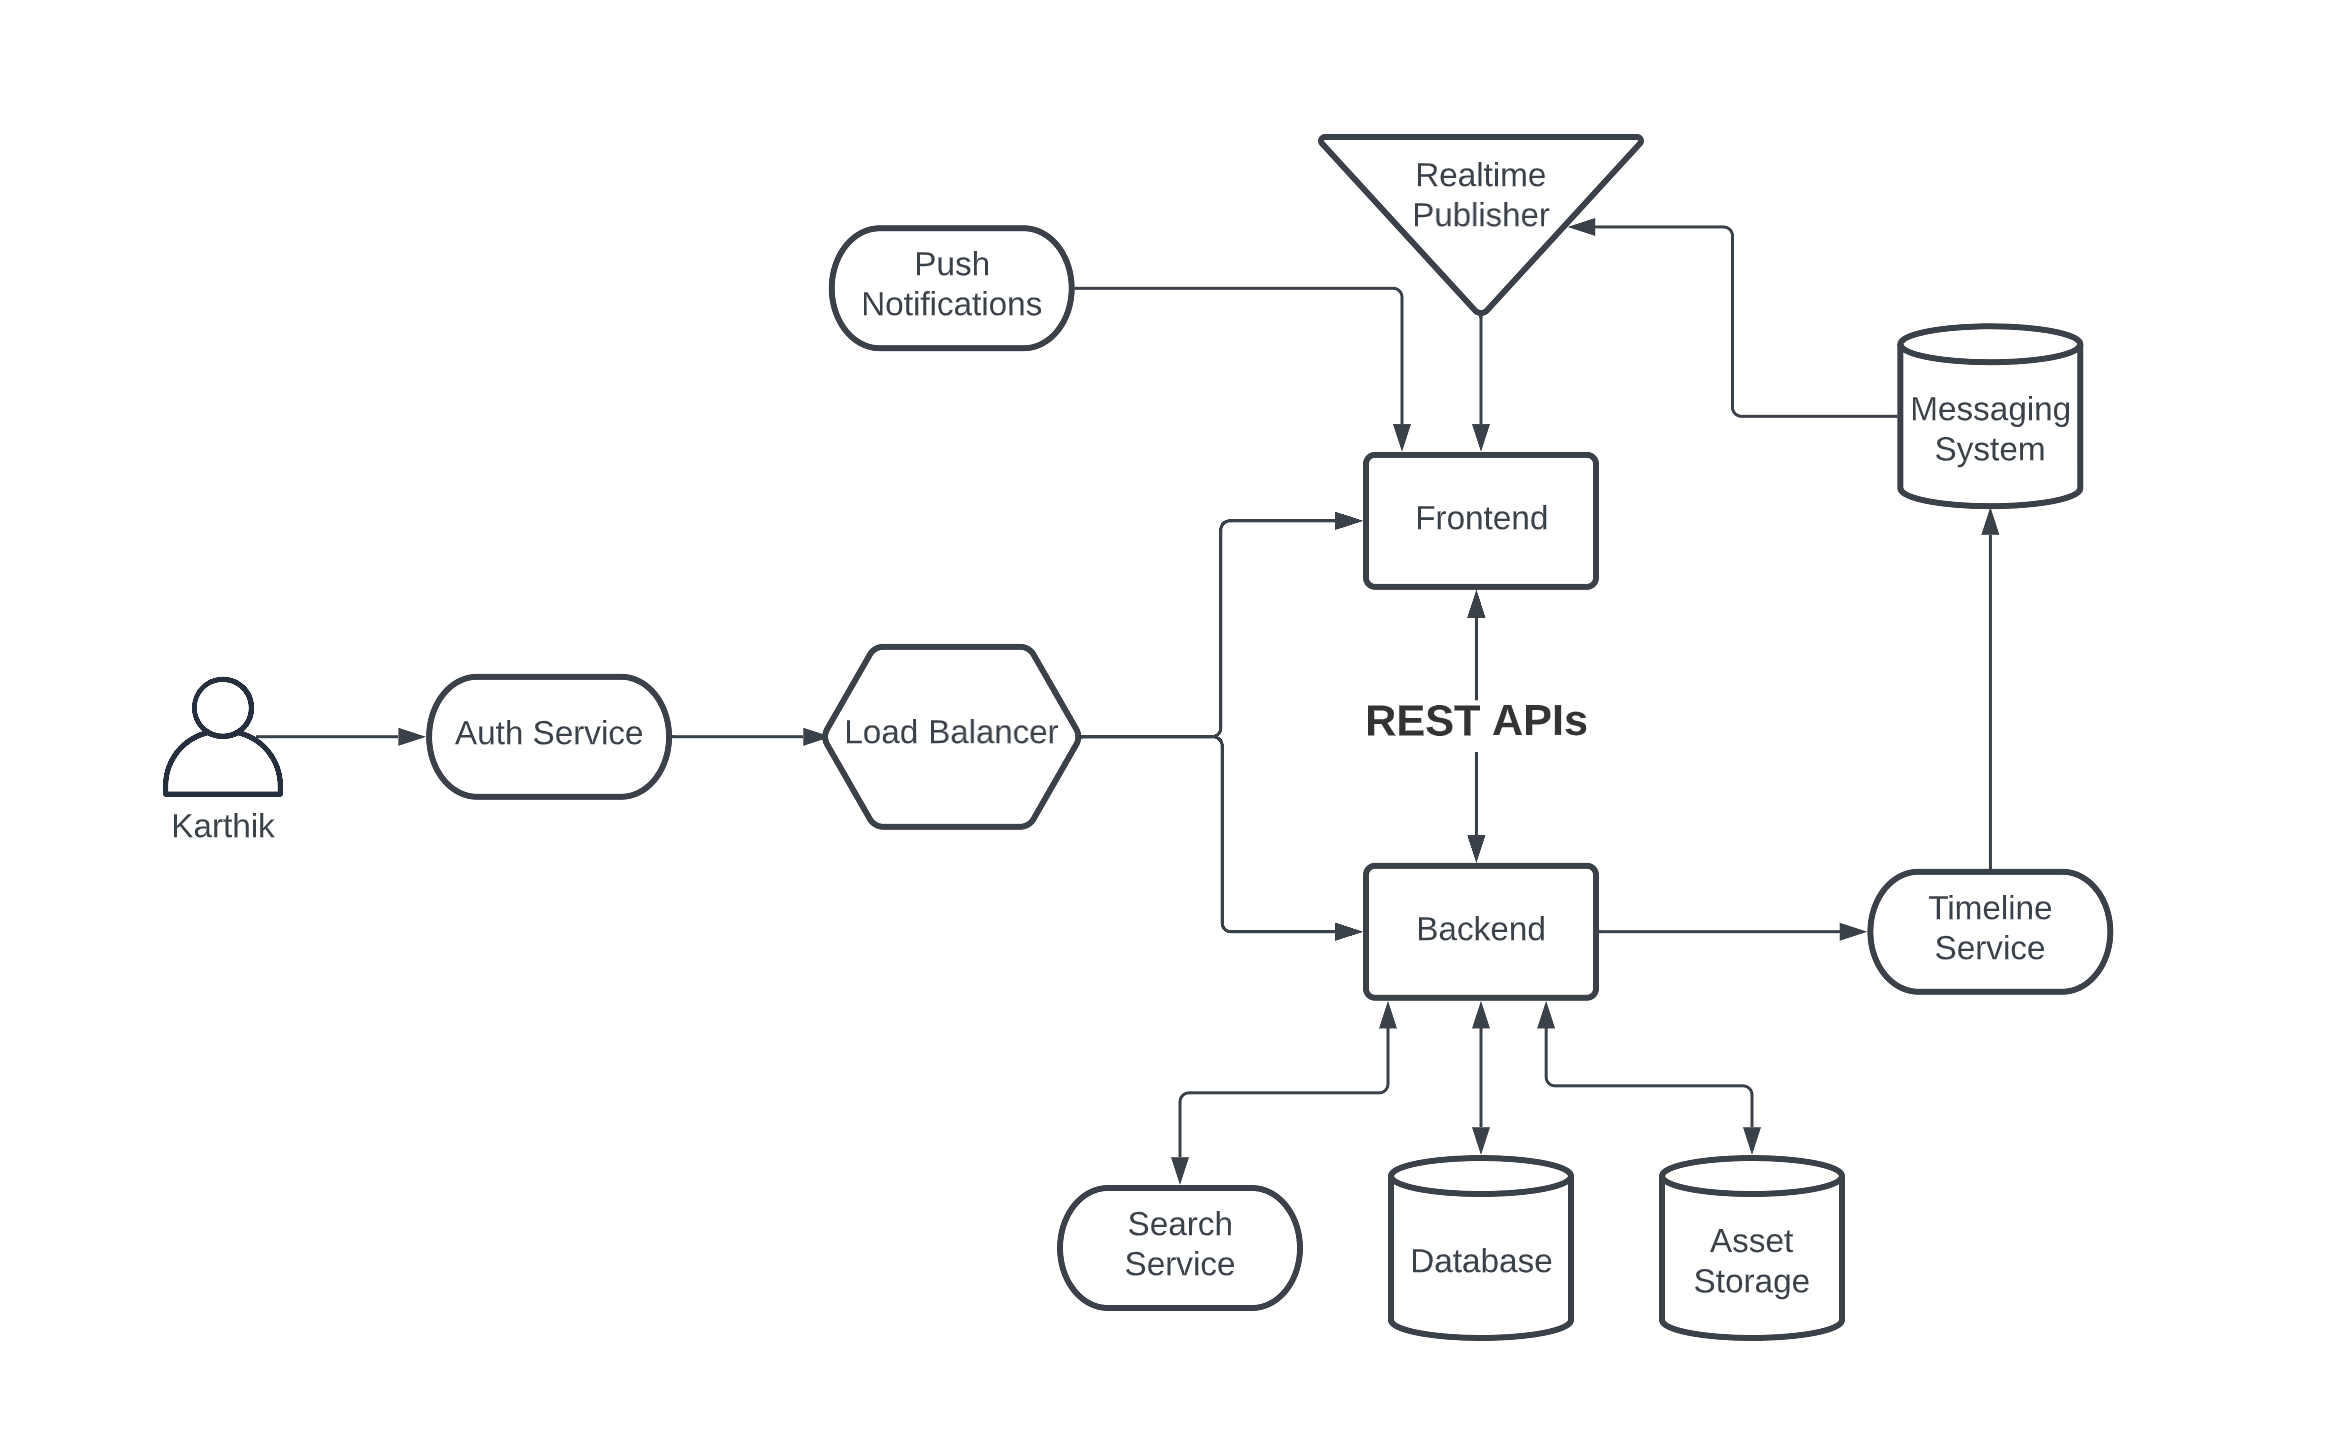 Realtime
Publisher
Push
Notifications
Messaging
System
Frontend
REST APIs
Auth Service
Load Balancer
Karthik
Backend
Timeline
Service
Search
Service
Database
Asset
Storage